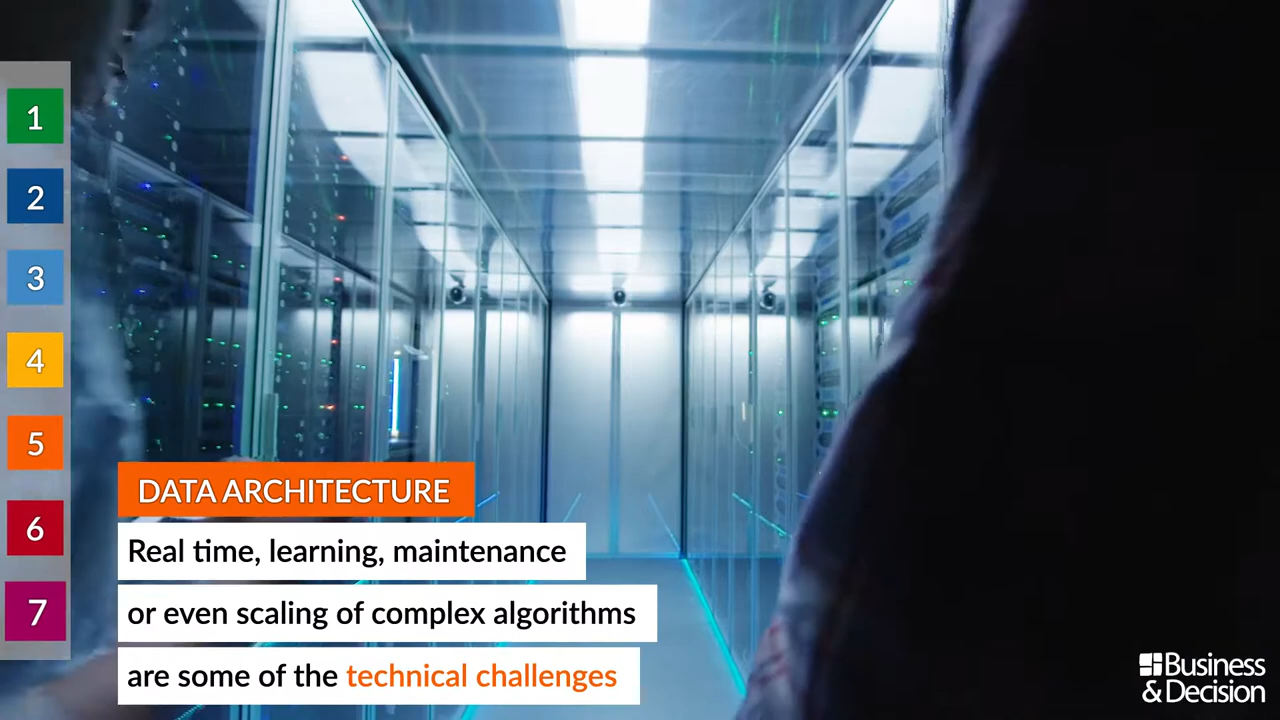 1
2
3
4
5
6
7
DATA ARCHITECTURE
Real time, learning, maintenance
or even scaling of complex algorithms
are some of the technical challenges
Business
& Decision